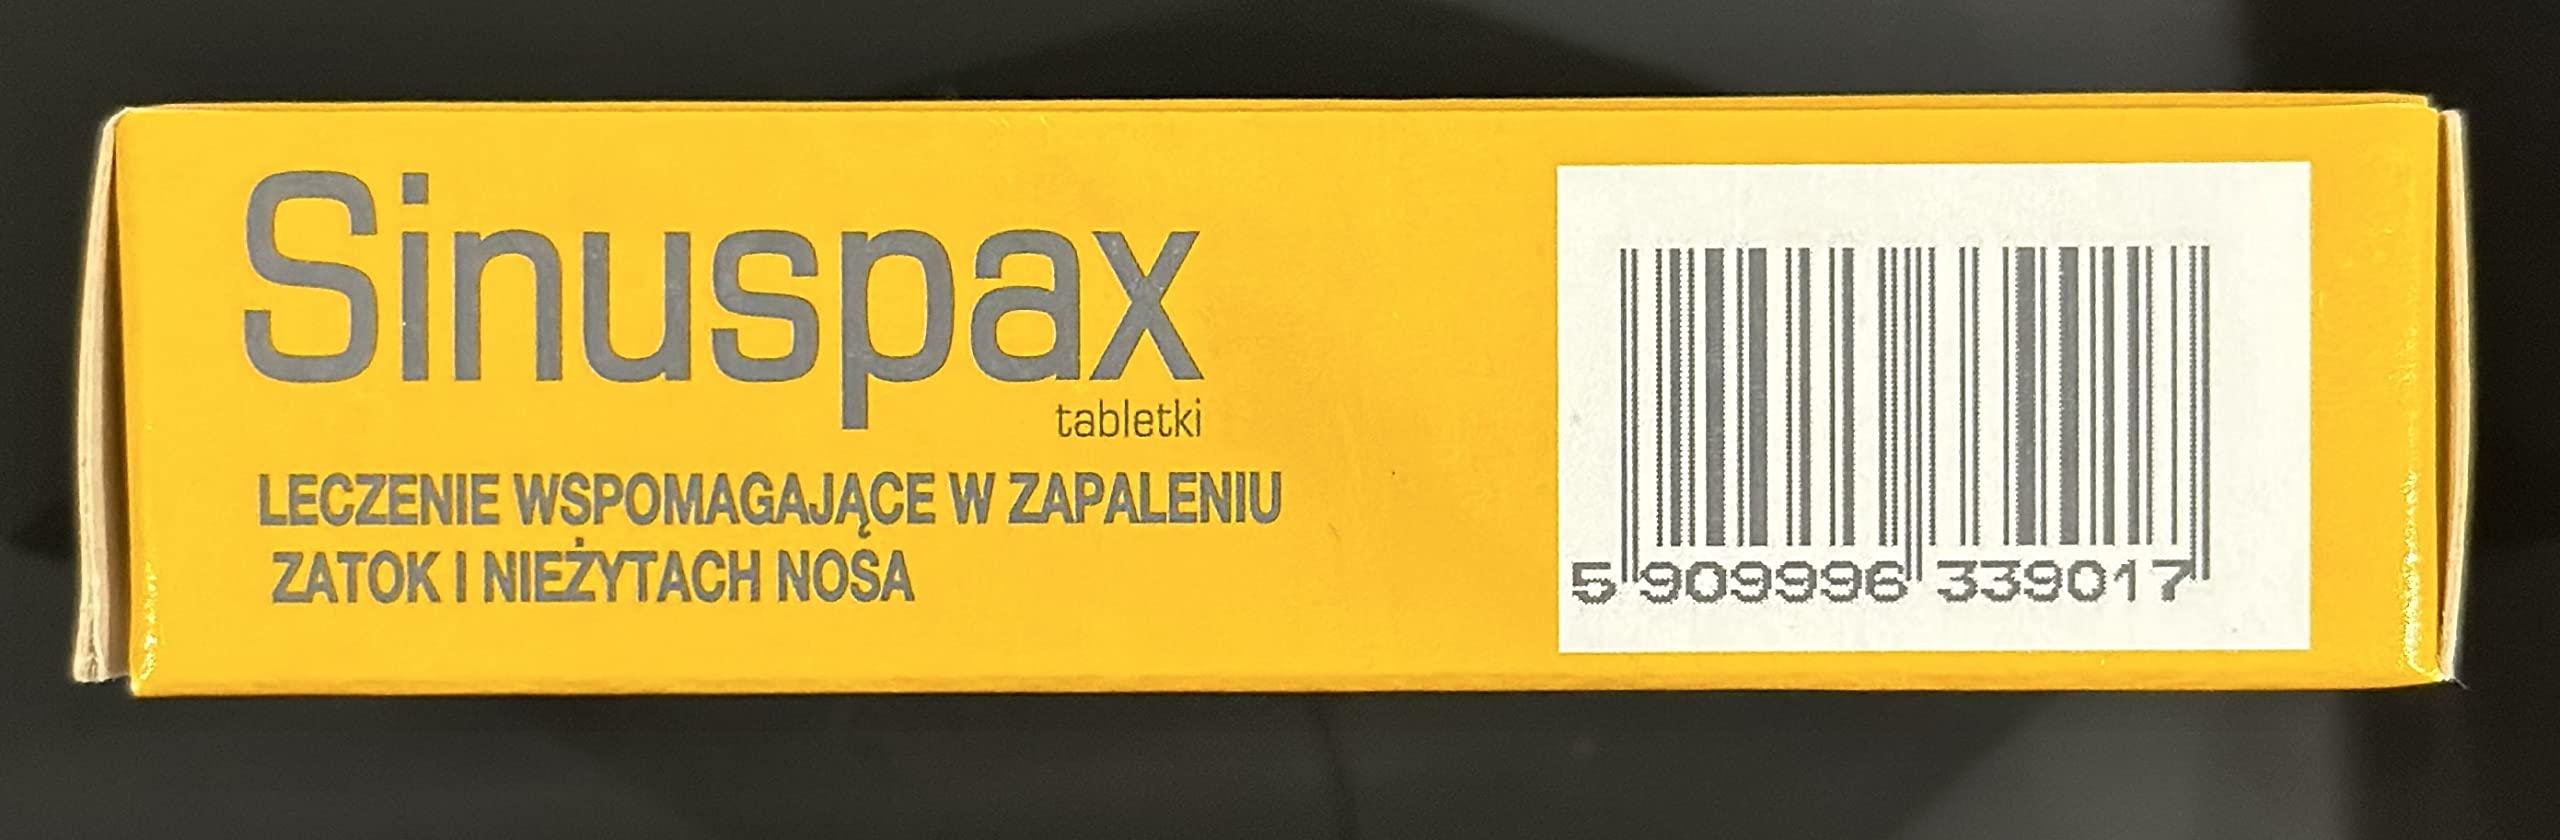 Sinuspax
tabletki
LECZENIE WSPOMAGAJĄCE W ZAPALENIU
ZATOK I NIEŻYTACH NOSA
5 909996 339017